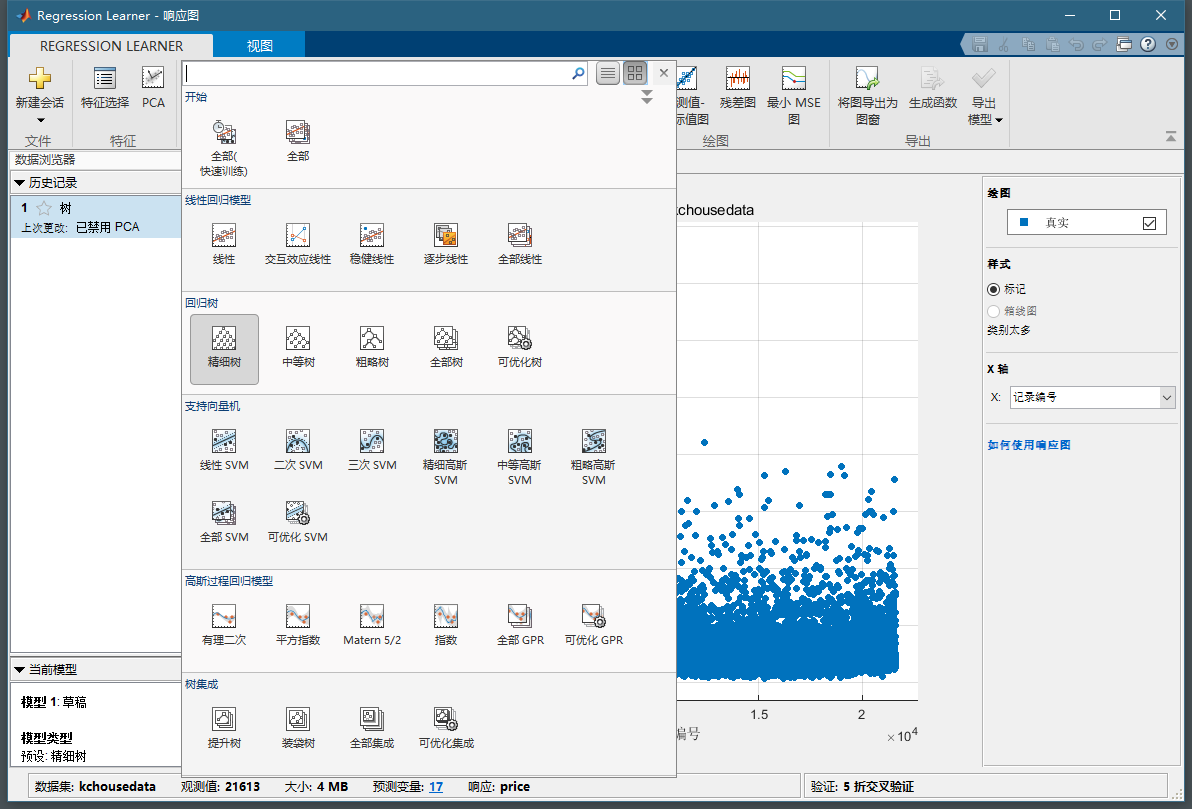 Regression Learner - 响应图
REGRESSION LEARNER
视图
新建会话
特征选择
PCA
测值-
标值图
残差图
最小 MSE
图
将图导出为
图窗
生成函数
导出
模型
文件
特征
绘图
导出
数据浏览器
历史记录
1 树
上次更改: 已禁用 PCA
开始
全部(
快速训练)
全部
线性回归模型
线性
交互效应线性
稳健线性
逐步线性
全部线性
回归树
精细树
中等树
粗略树
全部树
可优化树
支持向量机
线性 SVM
二次 SVM
三次 SVM
精细高斯
SVM
中等高斯
SVM
粗略高斯
SVM
全部 SVM
可优化 SVM
高斯过程回归模型
有理二次
平方指数
Matern 5/2
指数
全部 GPR
可优化 GPR
树集成
提升树
装袋树
全部集成
可优化集成
kchousedata
1.5
2
编号
×10⁴
绘图
真实
样式
标记
箱线图
类别太多
X 轴
X: 记录编号
如何使用响应图
当前模型
模型 1: 草稿
模型类型
预设: 精细树
数据集: kchousedata 观测值: 21613 大小: 4 MB 预测变量: 17 响应: price
验证: 5 折交叉验证